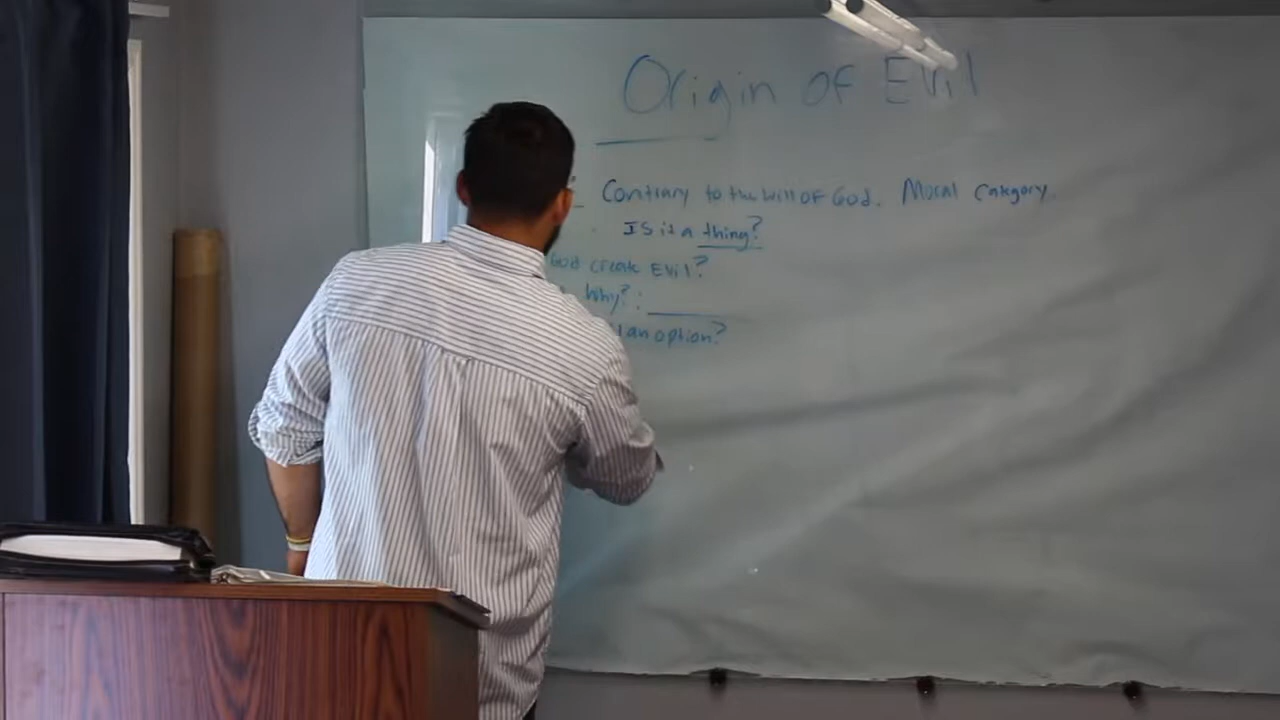 Origin of Evil
Contrary to the will of God. Moral Category.
Is it a thing?
God create Evil?
Why?:
an option?